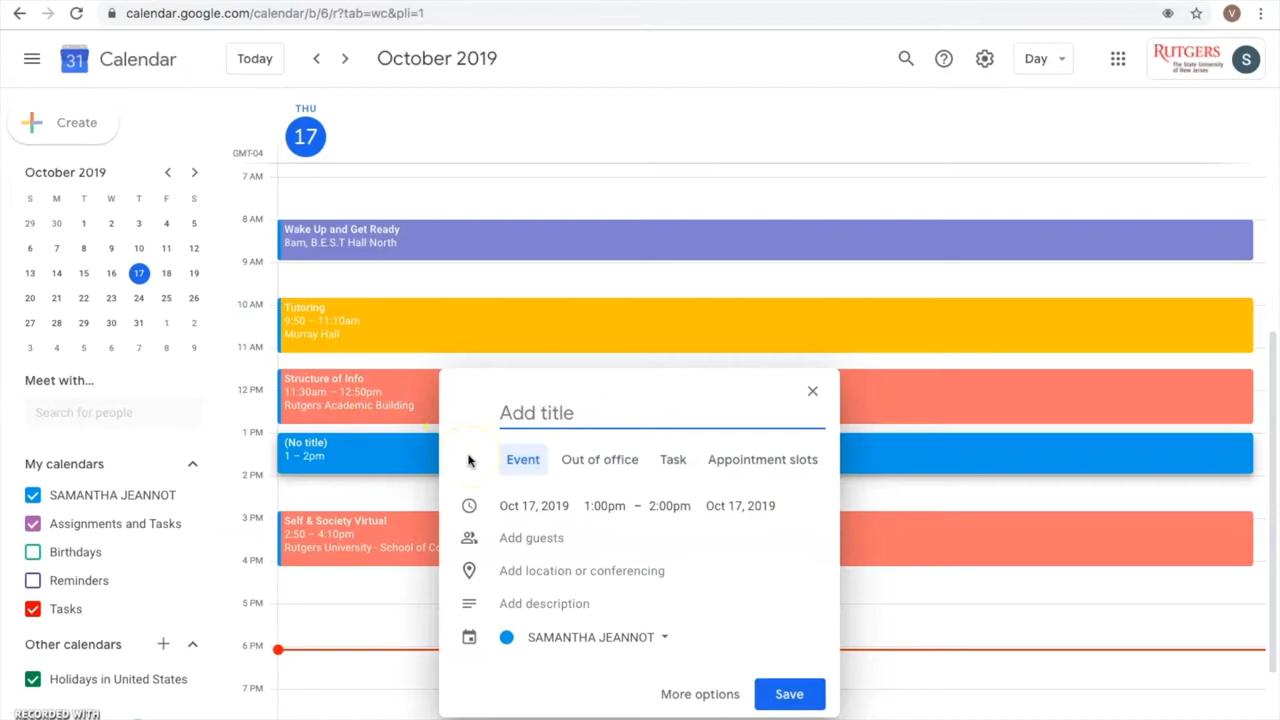 calendar.google.com/calendar/b/6/r?tab=wc&pli=1
V
31
Calendar
Today
October 2019
Day
RUTGERS
The State University
of New Jersey
S
Create
THU
17
GMT-04
October 2019
S M T W T F S
29 30 1 2 3 4 5
6 7 8 9 10 11 12
13 14 15 16 17 18 19
20 21 22 23 24 25 26
27 28 29 30 31 1 2
3 4 5 6 7 8 9
Meet with...
Search for people
My calendars
SAMANTHA JEANNOT
Assignments and Tasks
Birthdays
Reminders
Tasks
Other calendars
Holidays in United States
RECORDED WITH
7 AM
8 AM
Wake Up and Get Ready
8am, B.E.S.T Hall North
9 AM
10 AM
Tutoring
9:50 – 11:10am
Murray Hall
11 AM
12 PM
Structure of Info
11:30am – 12:50pm
Rutgers Academic Building
1 PM
(No title)
1 – 2pm
2 PM
3 PM
Self & Society Virtual
2:50 – 4:10pm
Rutgers University - School of Co
4 PM
5 PM
6 PM
7 PM
Add title
Event Out of office Task Appointment slots
Oct 17, 2019 1:00pm – 2:00pm Oct 17, 2019
Add guests
Add location or conferencing
Add description
SAMANTHA JEANNOT
More options Save